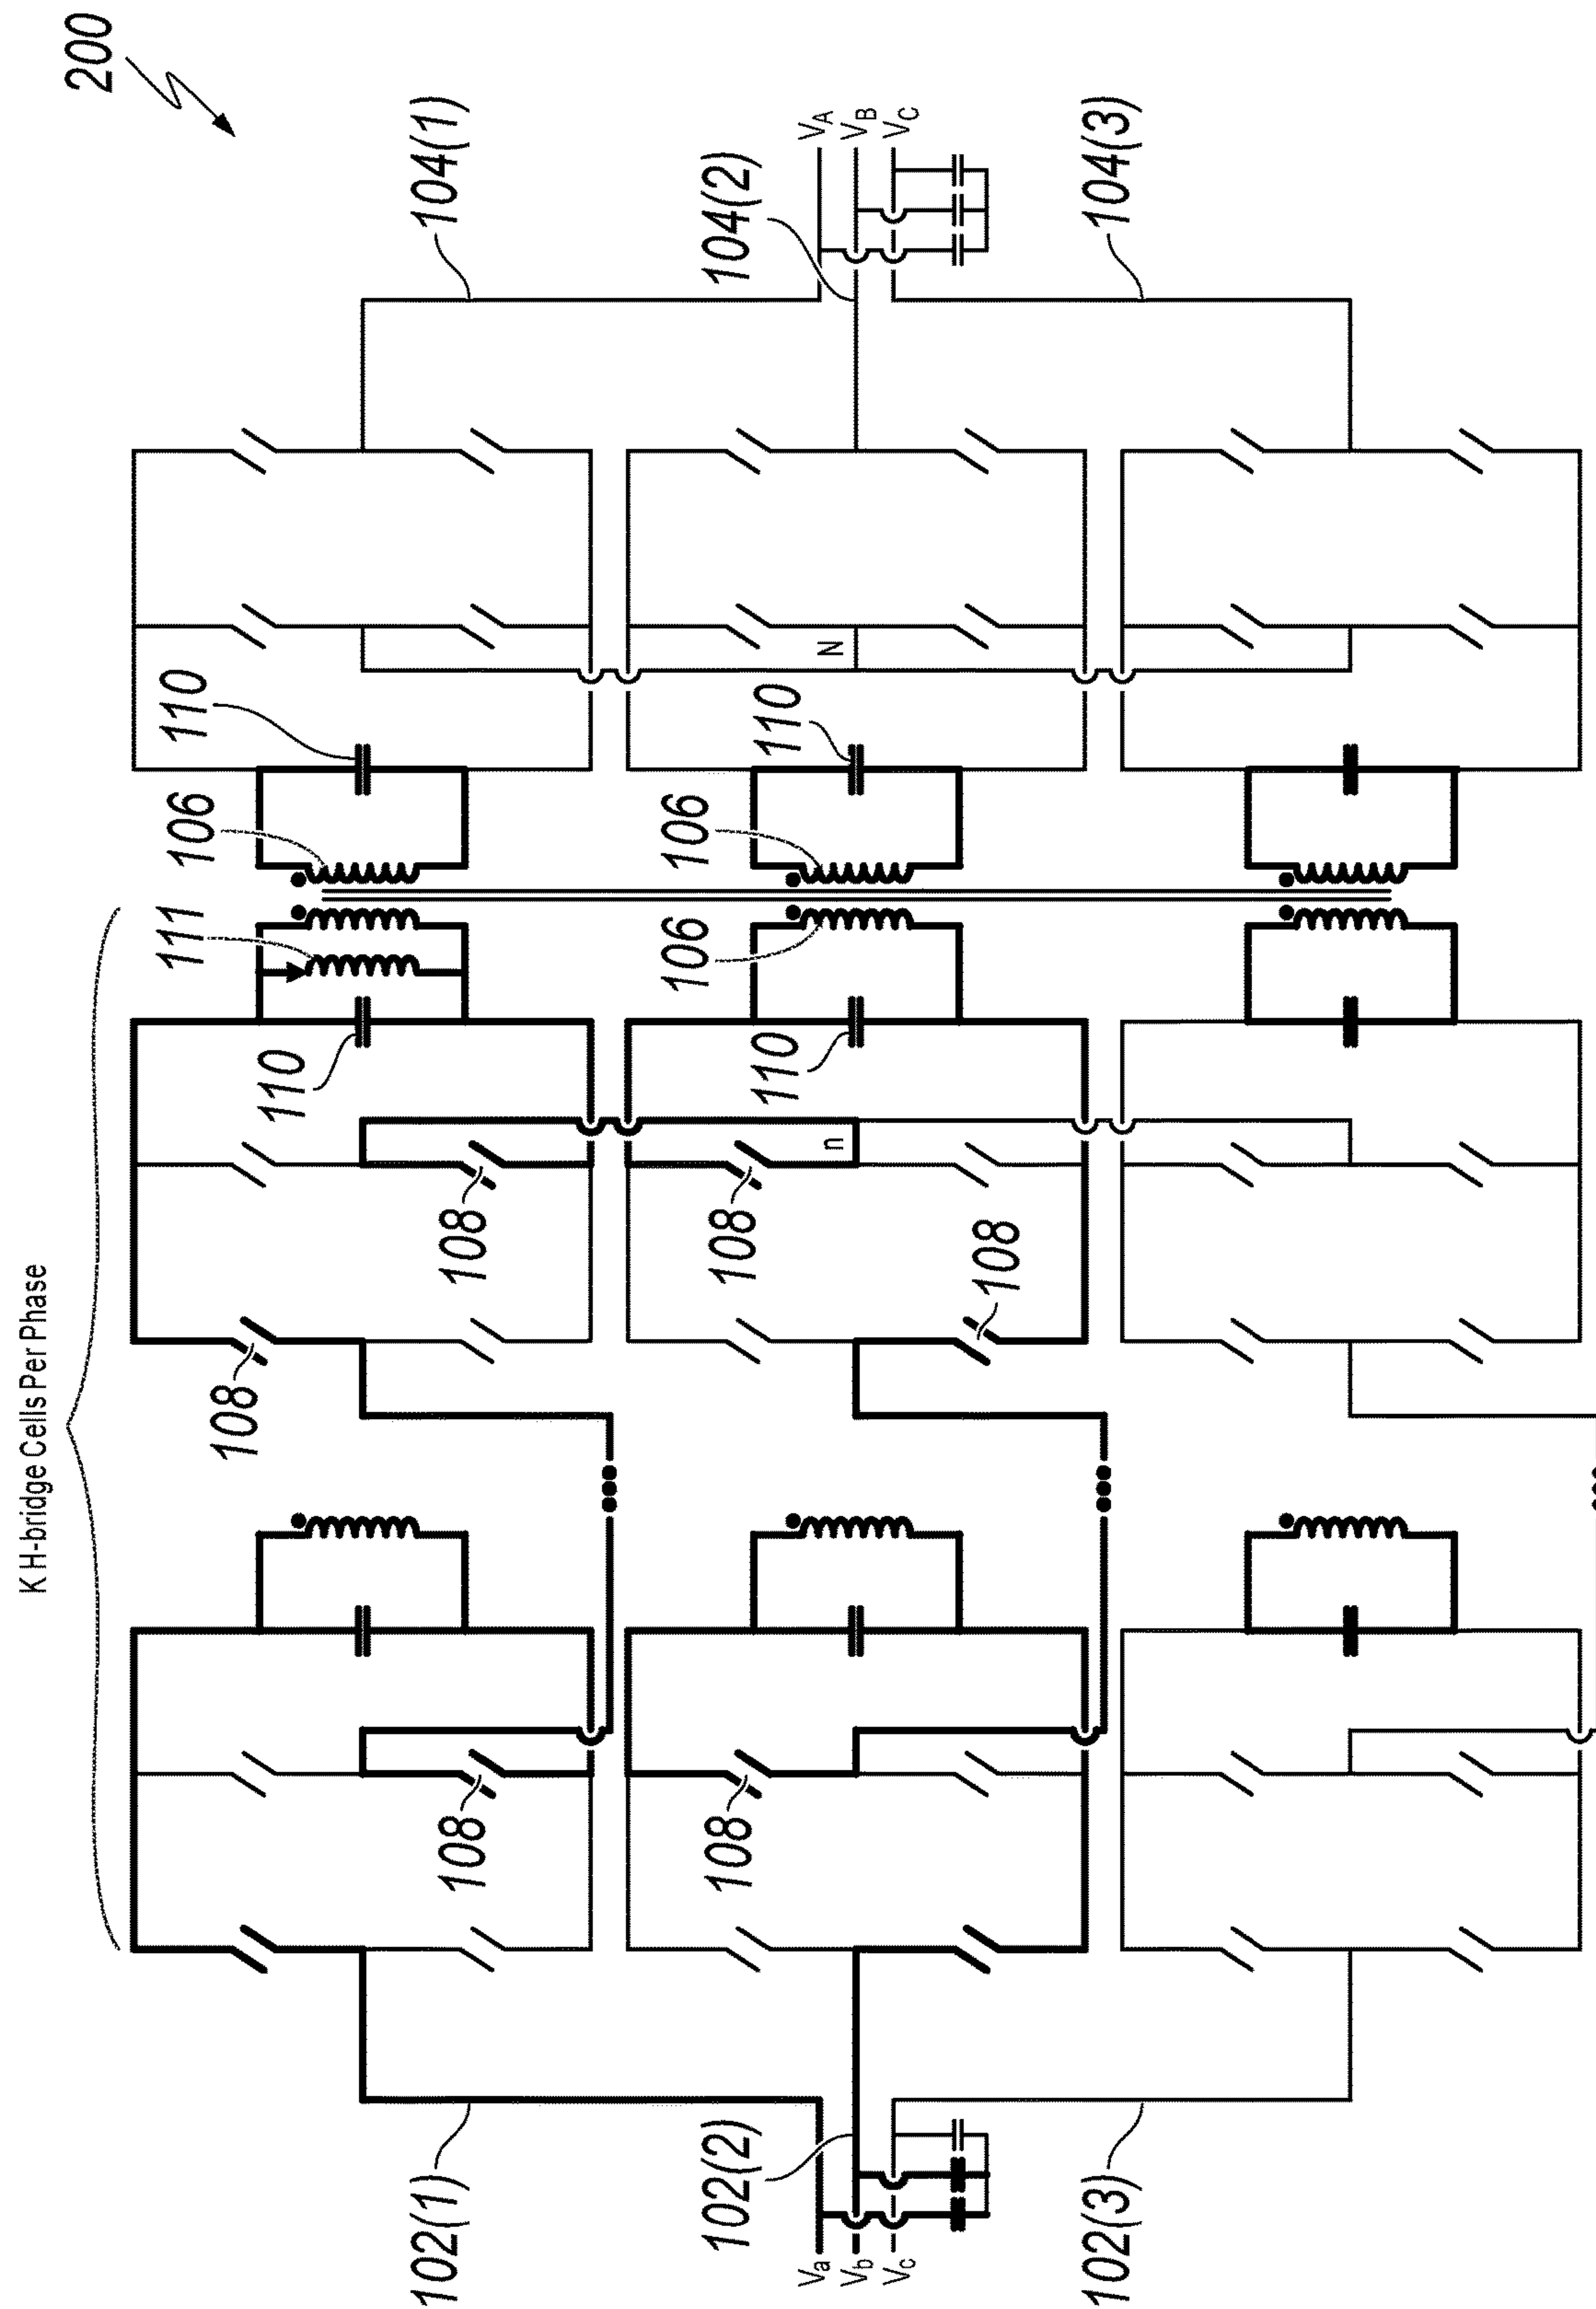 200
K H-bridge Cells Per Phase
102(1)
108
108
110
111
106
110
104(1)
108
Va
Vb
Vc
102(2)
108
108
n
108
110
106
106
110
N
104(2)
VA
VB
VC
102(3)
104(3)